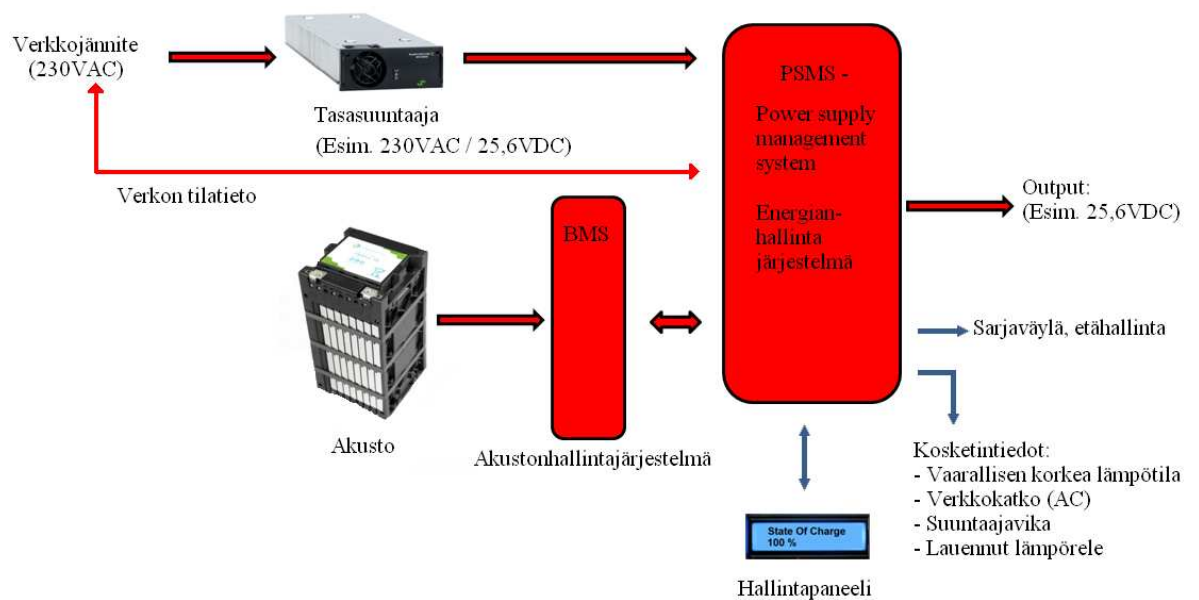 Verkkojännite
(230VAC)
Tasasuuntaaja
(Esim. 230VAC / 25,6VDC)
Verkon tilatieto
PSMS -
Power supply
management
system
Energian-
hallinta
järjestelmä
BMS
Output:
(Esim. 25,6VDC)
Sarjaväylä, etähallinta
Akusto
Akustonhallintajärjestelmä
Kosketintiedot:
- Vaarallisen korkea lämpötila
- Verkkokatko (AC)
- Suuntaajavika
- Lauennut lämpörele
State Of Charge
100 %
Hallintapaneeli